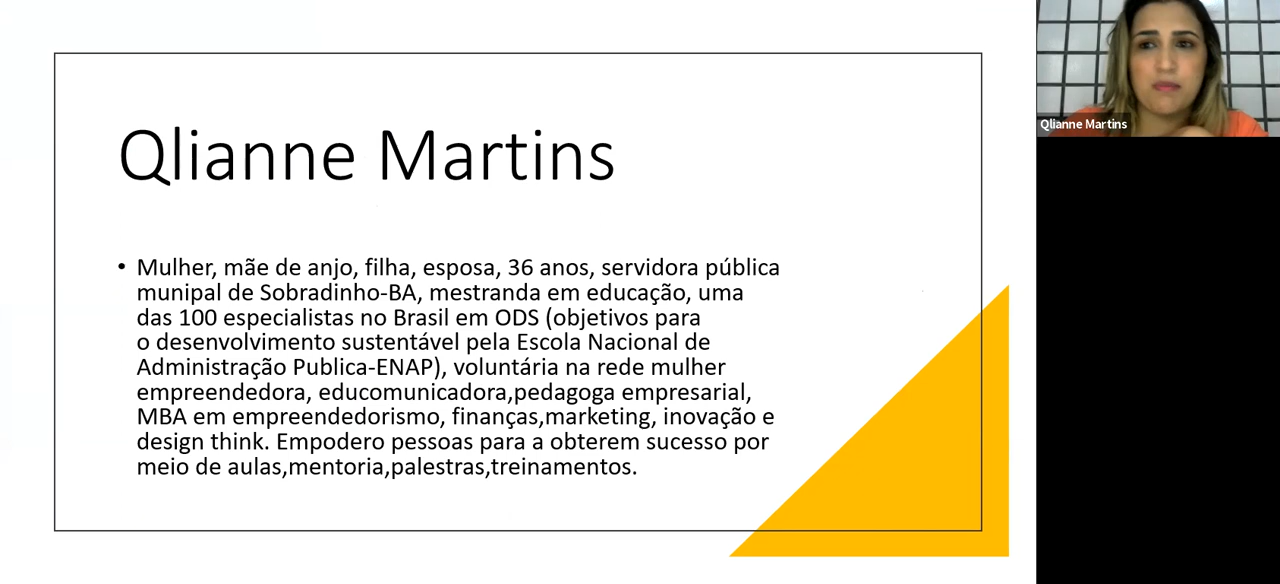 Qlianne Martins
• Mulher, mãe de anjo, filha, esposa, 36 anos, servidora pública
munipal de Sobradinho-BA, mestranda em educação, uma
das 100 especialistas no Brasil em ODS (objetivos para
o desenvolvimento sustentável pela Escola Nacional de
Administração Publica-ENAP), voluntária na rede mulher
empreendedora, educomunicadora,pedagoga empresarial,
MBA em empreendedorismo, finanças,marketing, inovação e
design think. Empodero pessoas para a obterem sucesso por
meio de aulas,mentoria,palestras,treinamentos.
Qlianne Martins